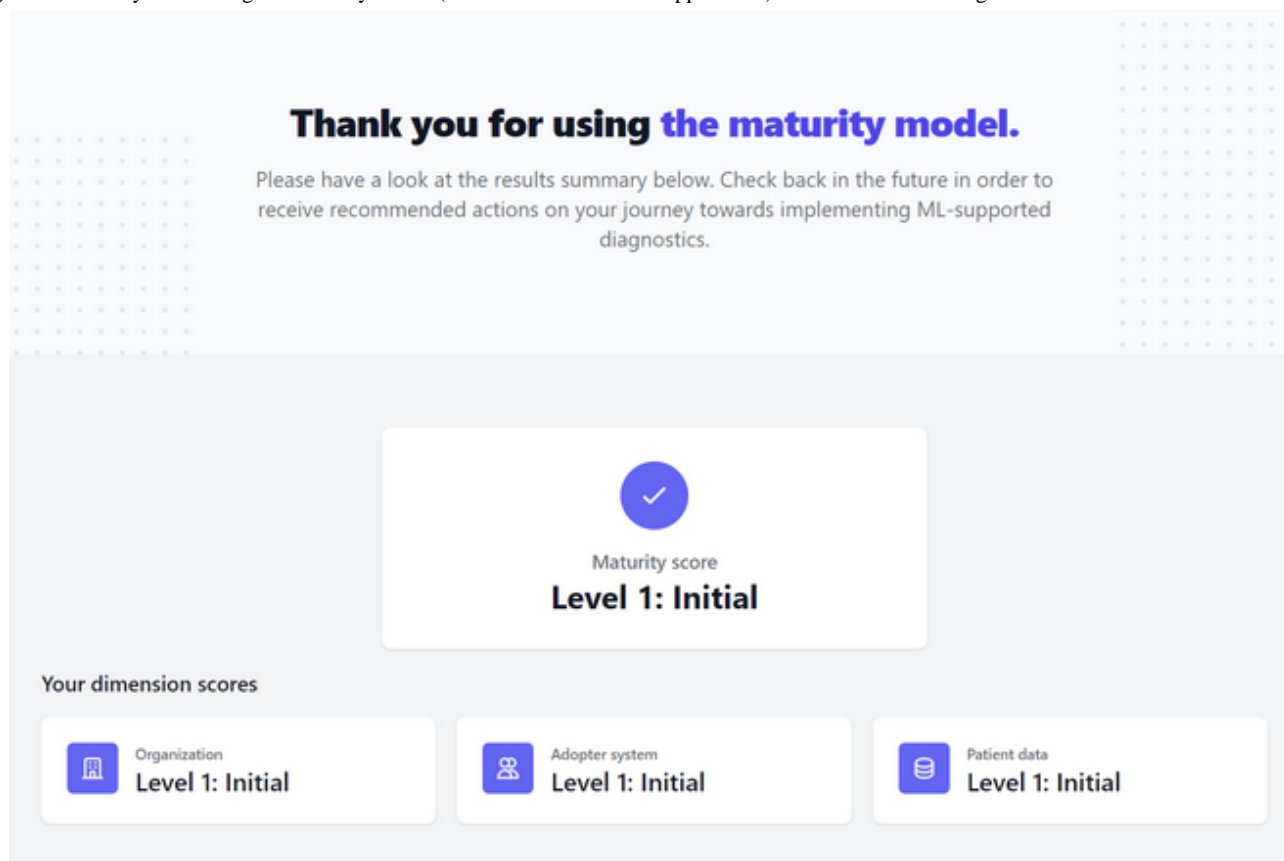 Thank you for using the maturity model.
Please have a look at the results summary below. Check back in the future in order to
receive recommended actions on your journey towards implementing ML-supported
diagnostics.
Maturity score
Level 1: Initial
Your dimension scores
Organization
Level 1: Initial
Adopter system
Level 1: Initial
Patient data
Level 1: Initial